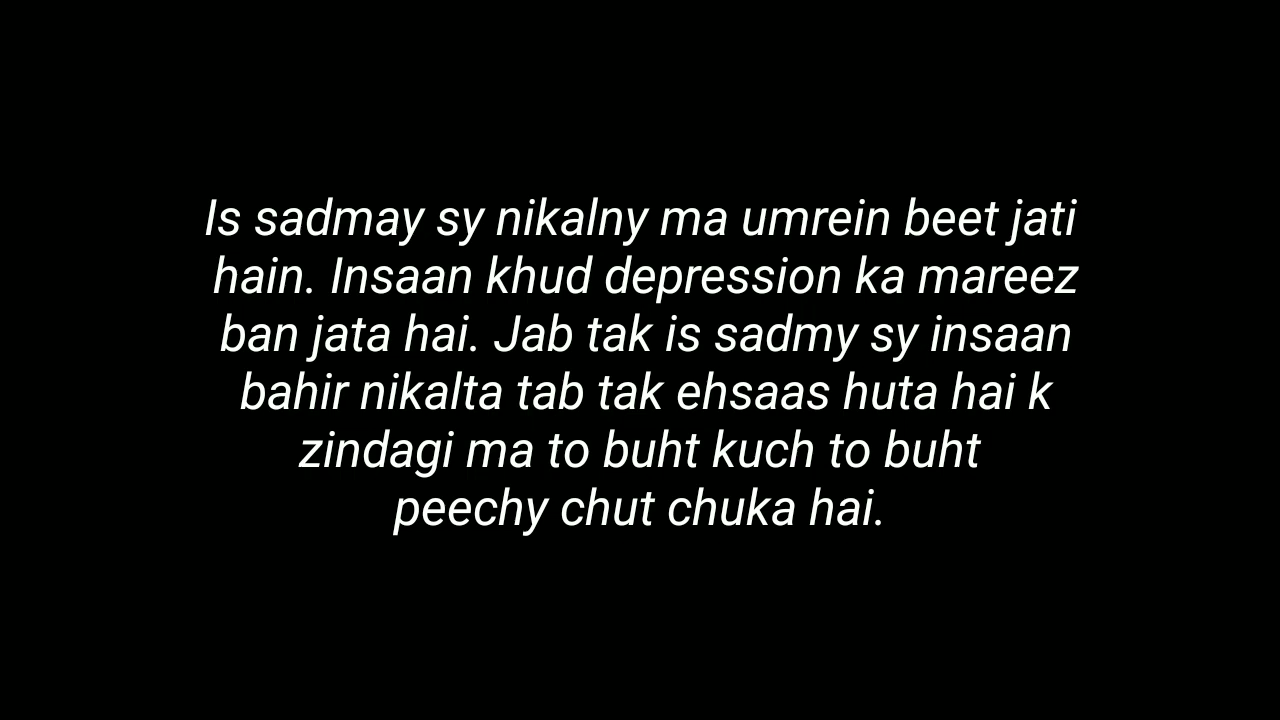 Is sadmay sy nikalny ma umrein beet jati
hain. Insaan khud depression ka mareez
ban jata hai. Jab tak is sadmy sy insaan
bahir nikalta tab tak ehsaas huta hai k
zindagi ma to buht kuch to buht
peechy chut chuka hai.